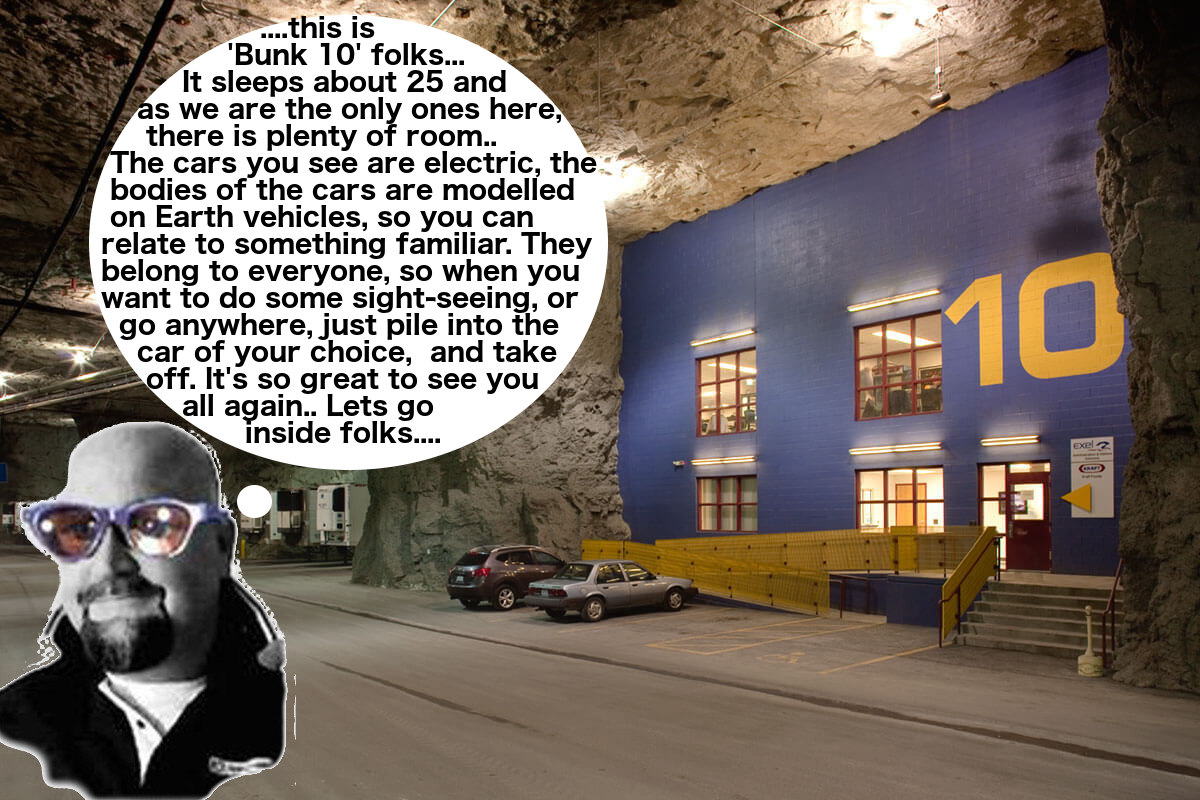 ....this is
'Bunk 10' folks...
It sleeps about 25 and
as we are the only ones here,
there is plenty of room..
The cars you see are electric, the
bodies of the cars are modelled
on Earth vehicles, so you can
relate to something familiar. They
belong to everyone, so when you
want to do some sight-seeing, or
go anywhere, just pile into the
car of your choice,  and take
off. It's so great to see you
all again.. Lets go
inside folks....
10
exel
KRAFT
Kraft Foods